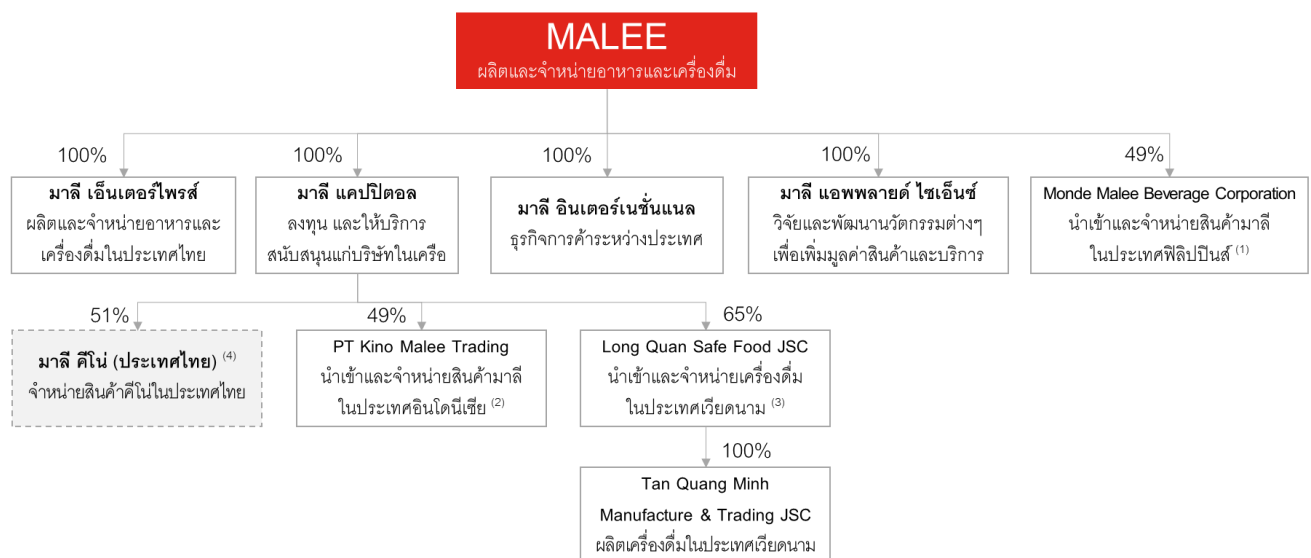 MALEE
ผลิตและจำหน่ายอาหารและเครื่องดื่ม
100%
100%
100%
100%
49%
มาลี เอ็นเตอร์ไพรส์
ผลิตและจำหน่ายอาหารและ
เครื่องดื่มในประเทศไทย
มาลี แคปปิตอล
ลงทุน และให้บริการ
สนับสนุนแก่บริษัทในเครือ
มาลี อินเตอร์เนชั่นแนล
ธุรกิจการค้าระหว่างประเทศ
มาลี แอพพลายด์ ไซเอ็นซ์
วิจัยและพัฒนานวัตกรรมต่างๆ
เพื่อเพิ่มมูลค่าสินค้าและบริการ
Monde Malee Beverage Corporation
นำเข้าและจำหน่ายสินค้ามาลี
ในประเทศฟิลิปปินส์ (1)
51%
49%
65%
มาลี คีโน่ (ประเทศไทย) (4)
จำหน่ายสินค้าคีโน่ในประเทศไทย
PT Kino Malee Trading
นำเข้าและจำหน่ายสินค้ามาลี
ในประเทศอินโดนีเซีย (2)
Long Quan Safe Food JSC
นำเข้าและจำหน่ายเครื่องดื่ม
ในประเทศเวียดนาม (3)
100%
Tan Quang Minh
Manufacture & Trading JSC
ผลิตเครื่องดื่มในประเทศเวียดนาม